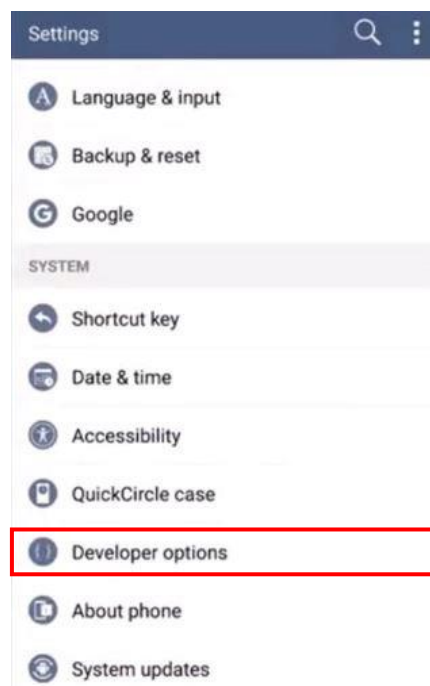 Settings
Language & input
Backup & reset
Google
SYSTEM
Shortcut key
Date & time
Accessibility
QuickCircle case
Developer options
About phone
System updates